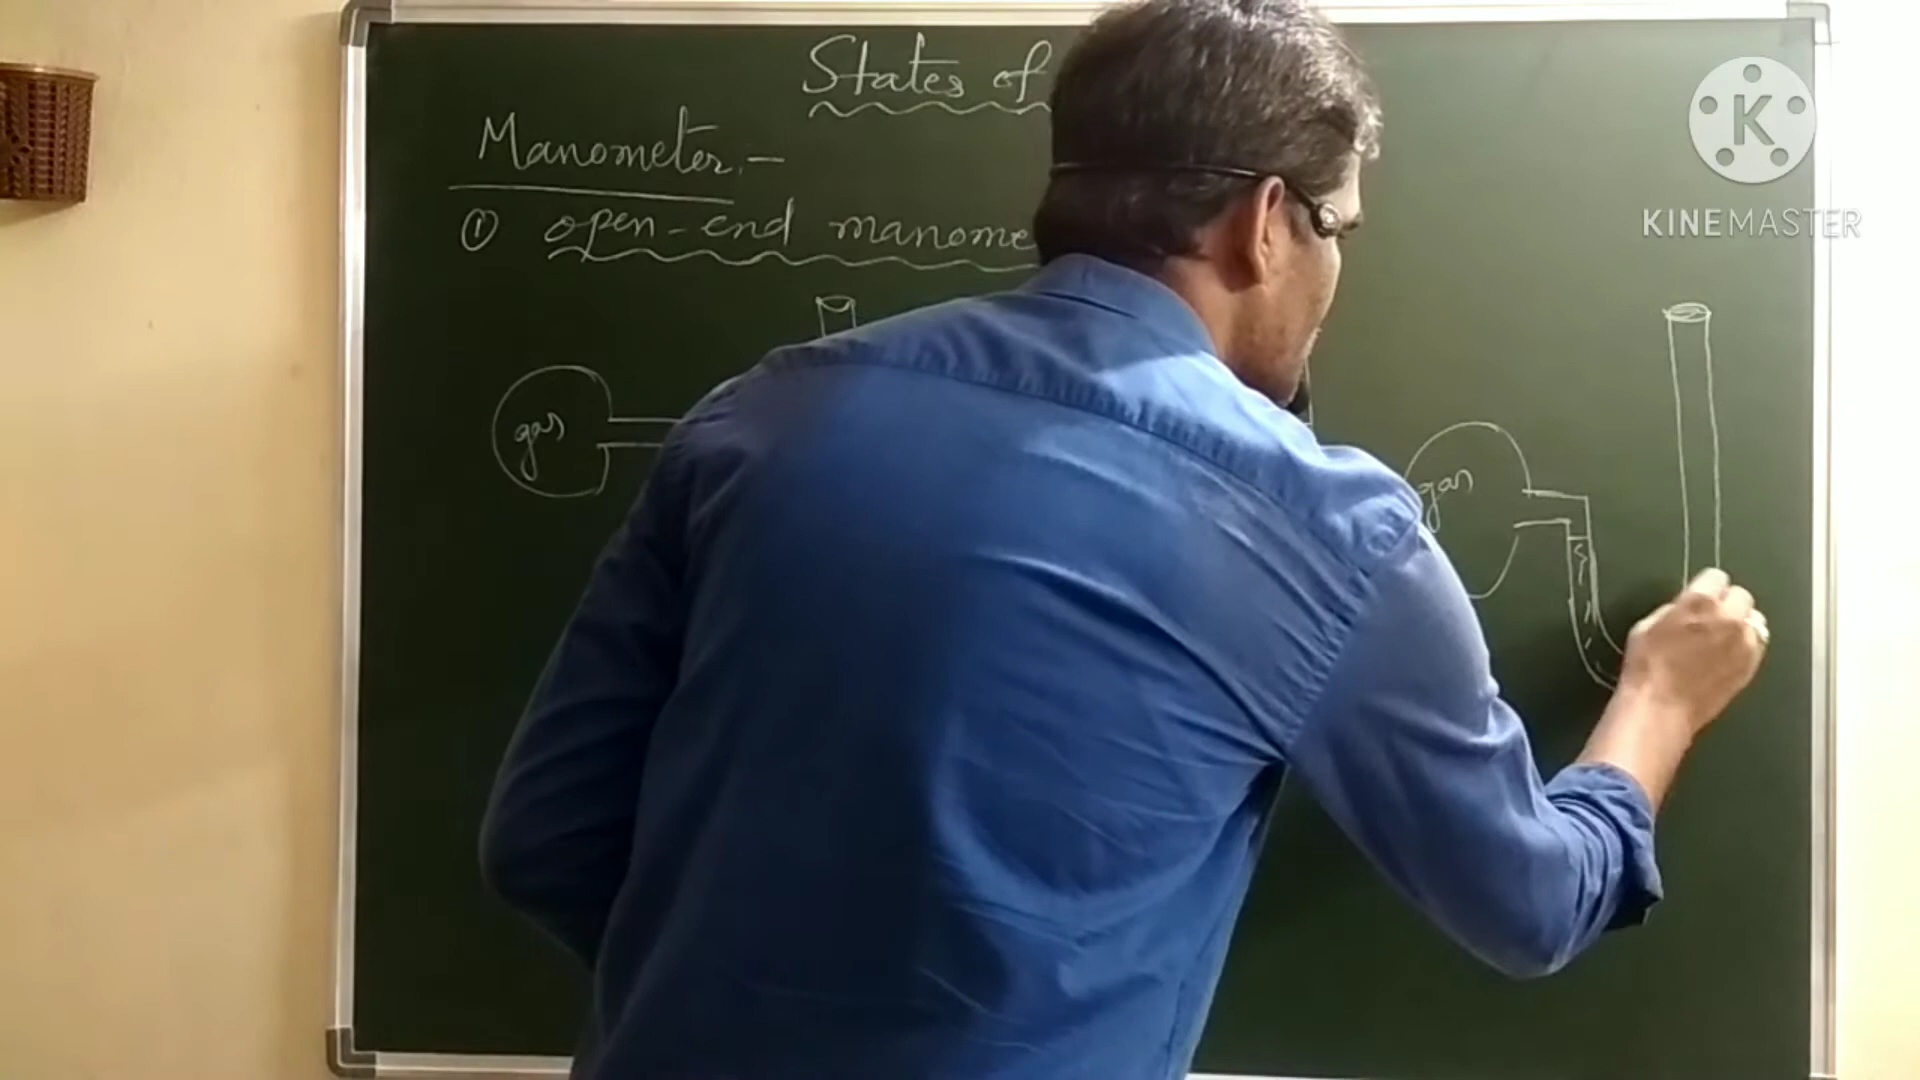 States of
Manometer:-
① open-end manome
gas
gas
K
KINEMASTER